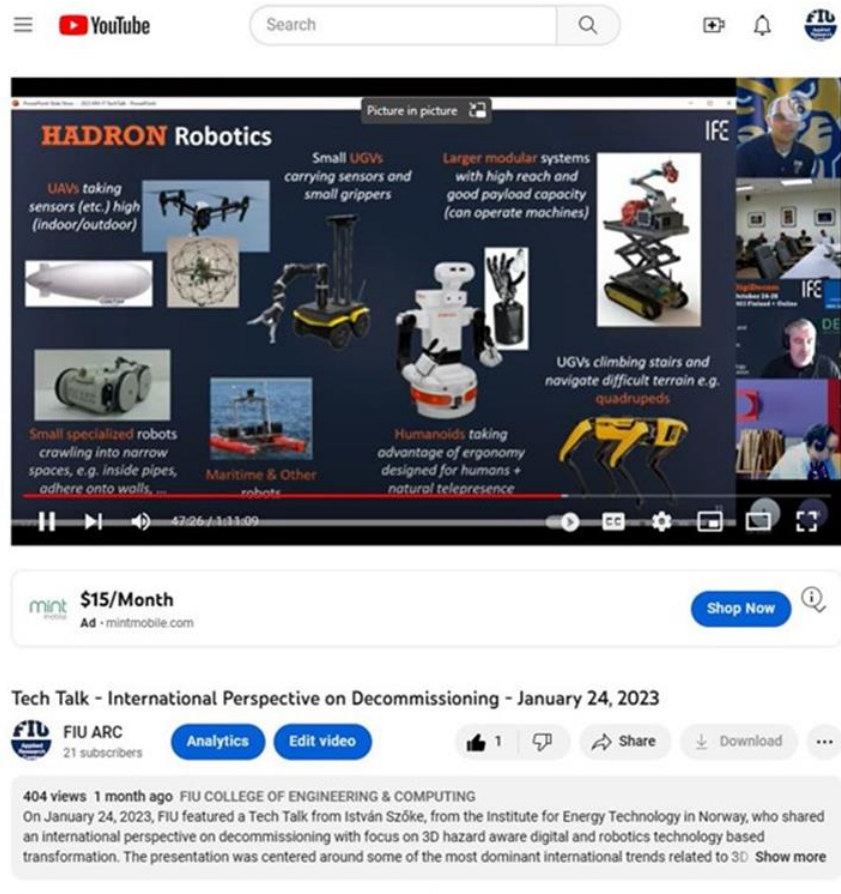 YouTube
Search
FIU
Picture in picture
HADRON Robotics
IFE
UAVs taking
sensors (etc.) high
(indoor/outdoor)
Small UGVs
carrying sensors and
small grippers
Larger modular systems
with high reach and
good payload capacity
(can operate machines)
UGVs climbing stairs and
navigate difficult terrain e.g.
quadrupeds
Small specialized robots
crawling into narrow
spaces, e.g. inside pipes,
adhere onto walls, ...
Maritime & Other
robots
Humanoids taking
advantage of ergonomy
designed for humans +
natural telepresence
IFE
DE
47:26 / 1:11:09
CC
mint
mobile
$15/Month
Ad · mintmobile.com
Shop Now
Tech Talk - International Perspective on Decommissioning - January 24, 2023
FIU
FIU ARC
21 subscribers
Analytics
Edit video
1
Share
Download
404 views 1 month ago FIU COLLEGE OF ENGINEERING & COMPUTING
On January 24, 2023, FIU featured a Tech Talk from István Szőke, from the Institute for Energy Technology in Norway, who shared
an international perspective on decommissioning with focus on 3D hazard aware digital and robotics technology based
transformation. The presentation was centered around some of the most dominant international trends related to 3D Show more